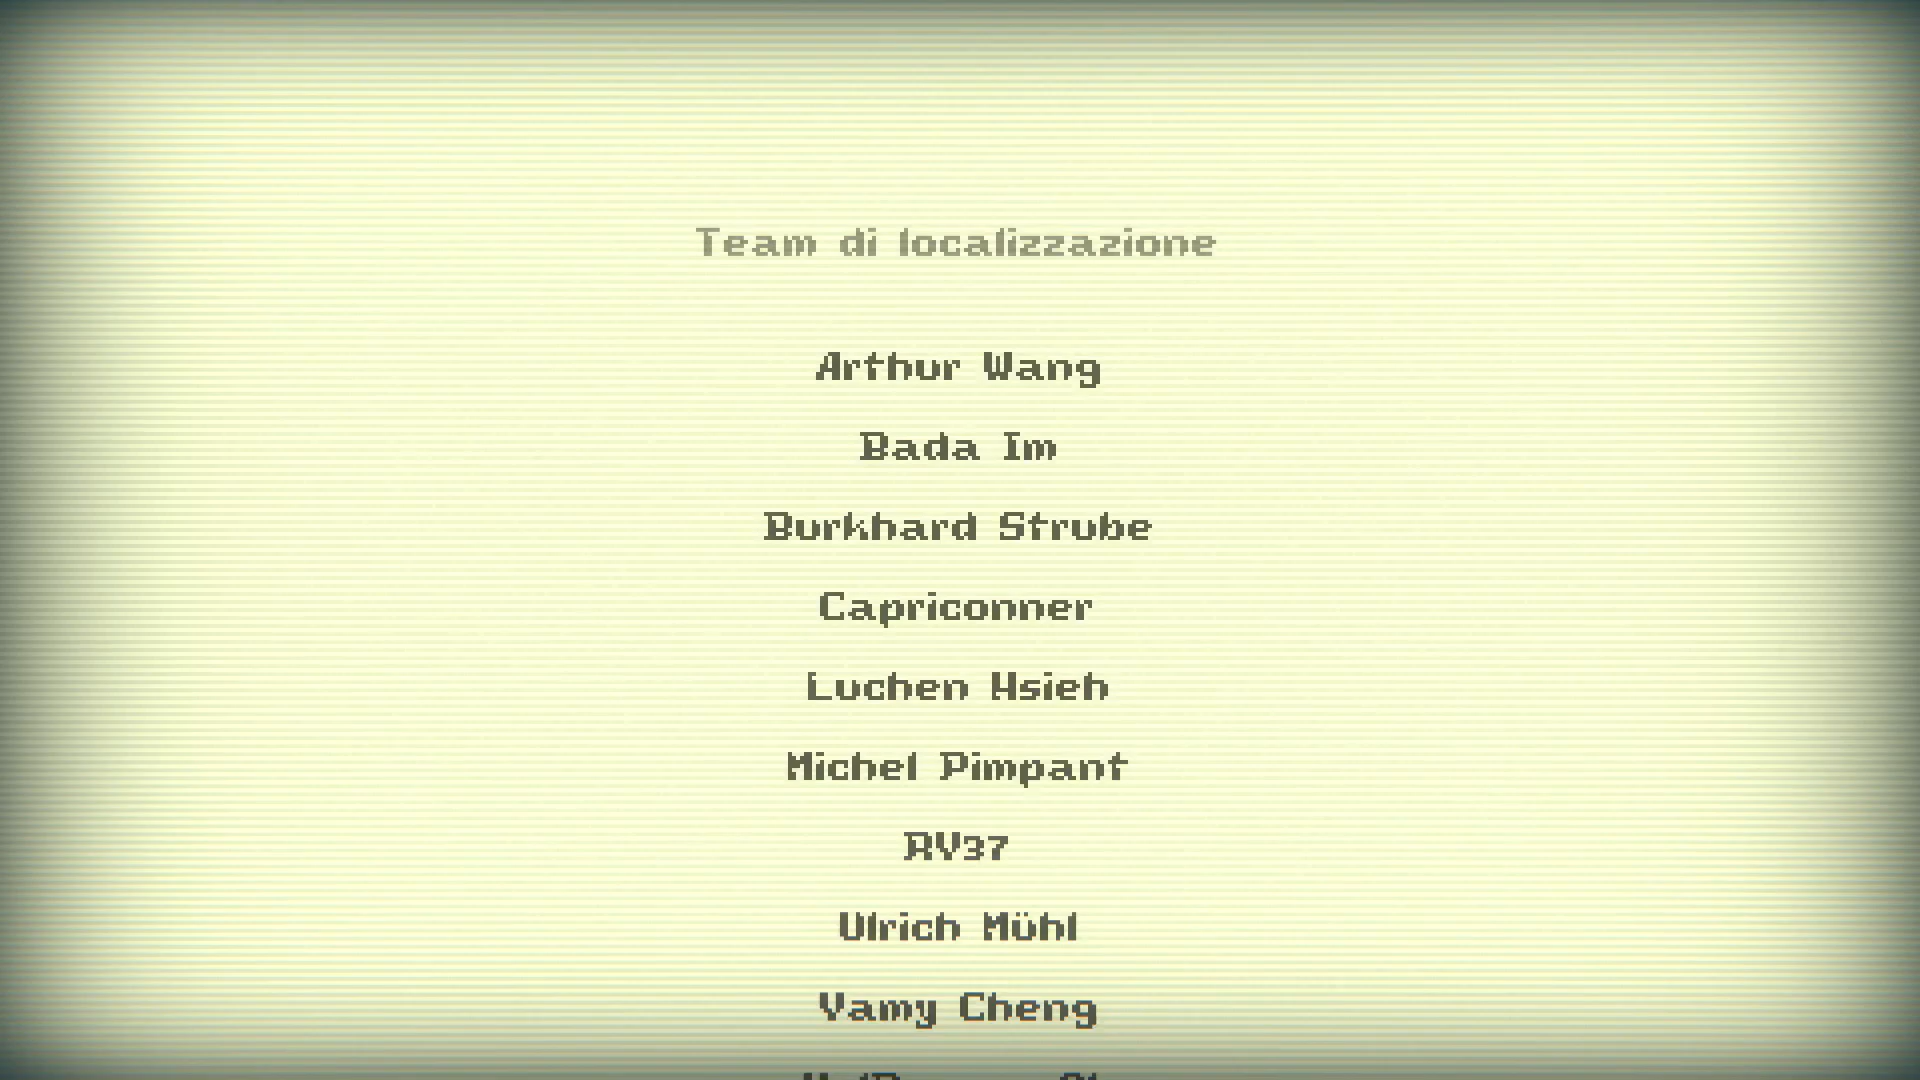 Team di localizzazione
Arthur Wang
Bada Im
Burkhard Strube
Capriconner
Luchen Hsieh
Michel Pimpant
RV37
Ulrich Mühl
Vamy Cheng